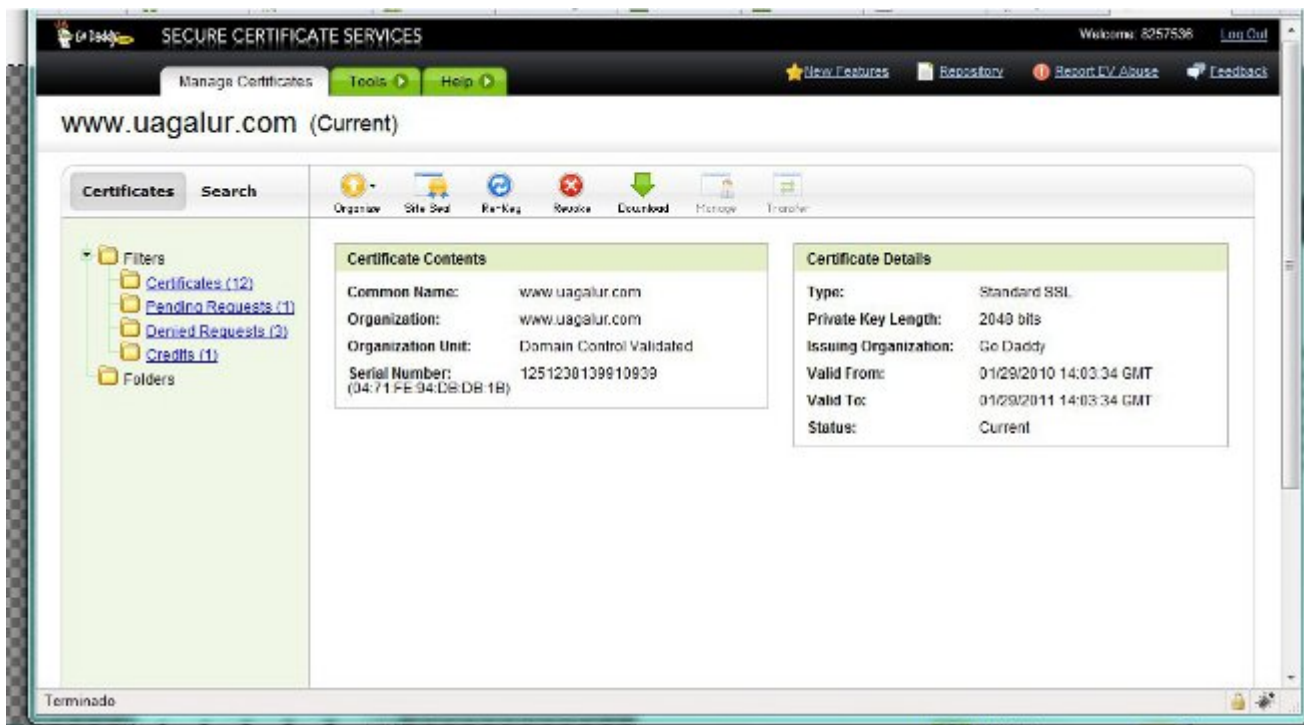 Go Daddy SECURE CERTIFICATE SERVICES Welcome: 8257536 Log Out
Manage Certificates Tools Help New Features Repository Report EV Abuse Feedback
www.uagalur.com (Current)
Certificates Search
Organize Site Seal Re-Key Revoke Download Manage Transfer
Filters
Certificates (12)
Pending Requests (1)
Denied Requests (3)
Credits (1)
Folders
Certificate Contents
Common Name: www.uagalur.com
Organization: www.uagalur.com
Organization Unit: Domain Control Validated
Serial Number: 1251238139910939
(04:71:FE:94:DB:DB:1B)
Certificate Details
Type: Standard SSL
Private Key Length: 2048 bits
Issuing Organization: Go Daddy
Valid From: 01/29/2010 14:03:34 GMT
Valid To: 01/29/2011 14:03:34 GMT
Status: Current
Terminado